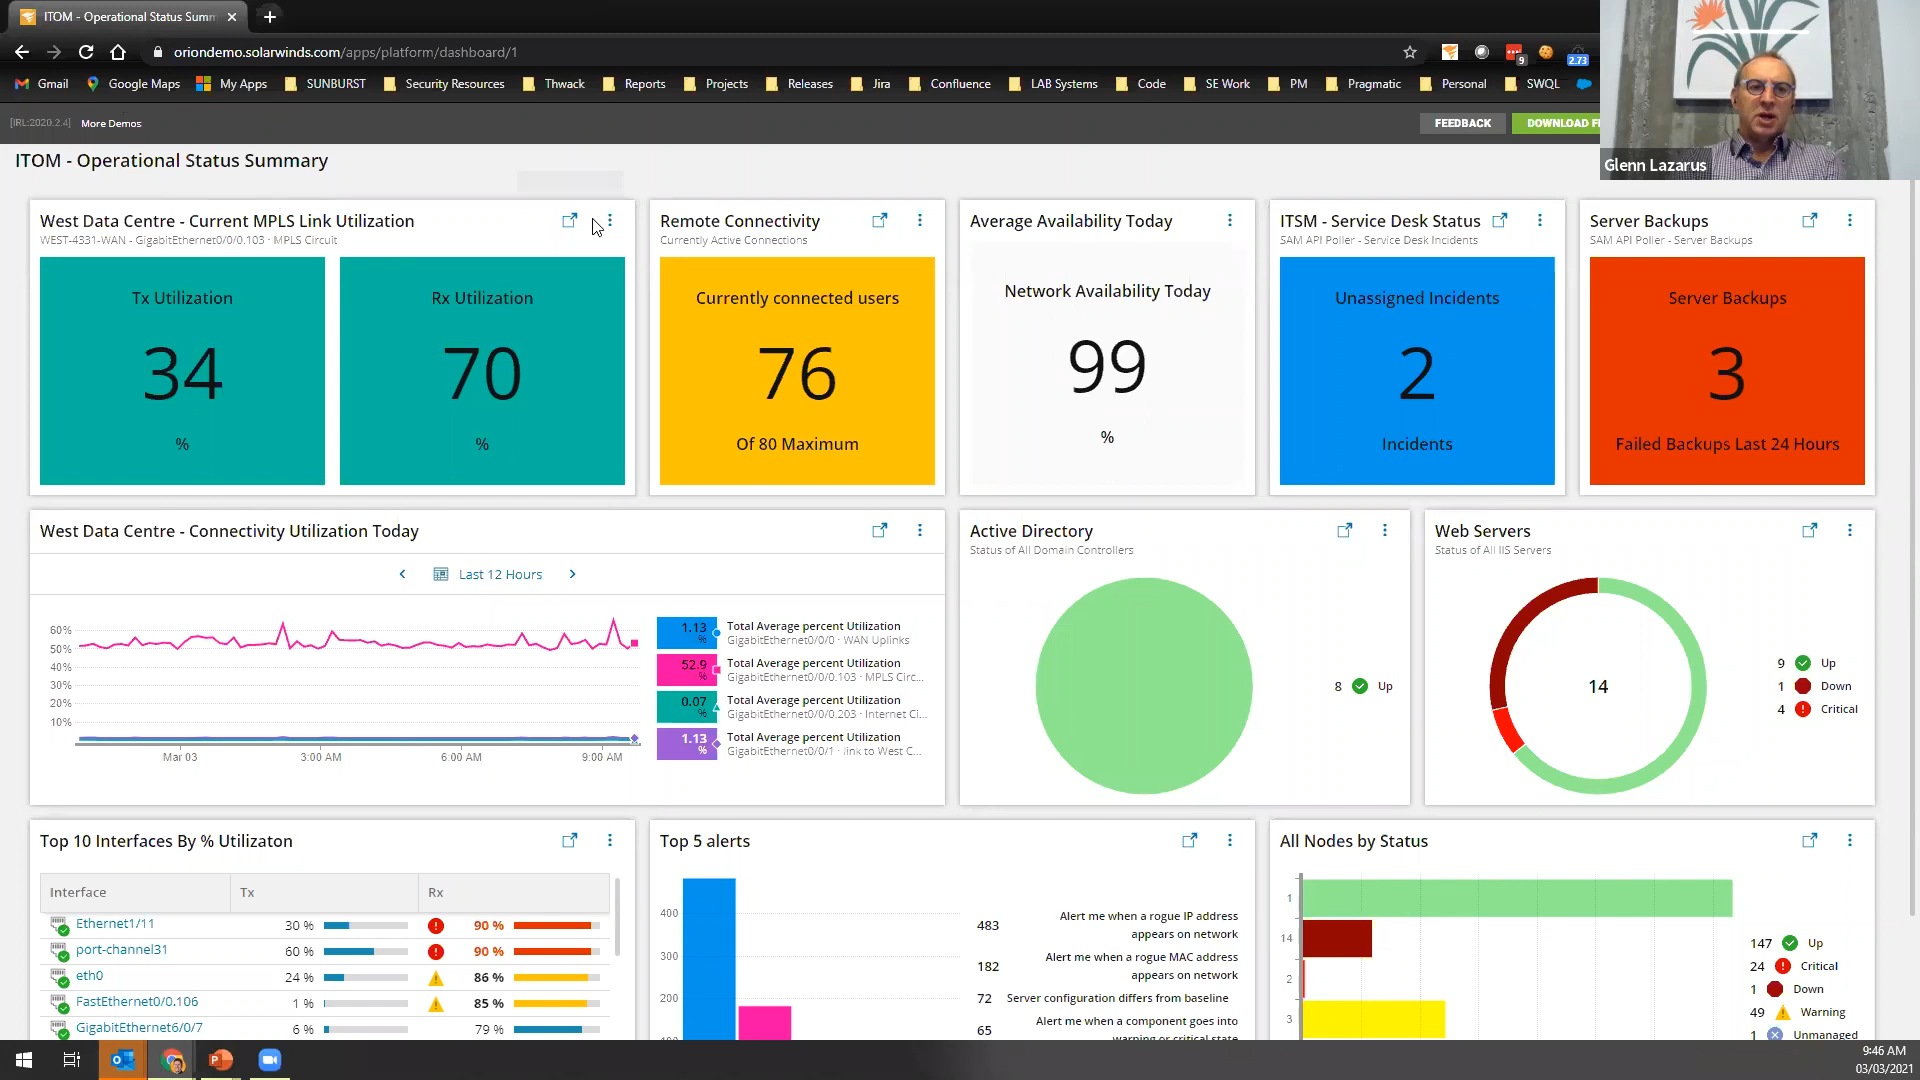 ITOM - Operational Status Summ
oriondemo.solarwinds.com/apps/platform/dashboard/1
9
2.73
Gmail
Google Maps
My Apps
SUNBURST
Security Resources
Thwack
Reports
Projects
Releases
Jira
Confluence
LAB Systems
Code
SE Work
PM
Pragmatic
Personal
SWQL
[IRL:2020.2.4] More Demos
FEEDBACK
DOWNLOAD F
Glenn Lazarus
ITOM - Operational Status Summary
West Data Centre - Current MPLS Link Utilization
WEST-4331-WAN - GigabitEthernet0/0/0.103 · MPLS Circuit
Tx Utilization
34
%
Rx Utilization
70
%
Remote Connectivity
Currently Active Connections
Currently connected users
76
Of 80 Maximum
Average Availability Today
Network Availability Today
99
%
ITSM - Service Desk Status
SAM API Poller - Service Desk Incidents
Unassigned Incidents
2
Incidents
Server Backups
SAM API Poller - Server Backups
Server Backups
3
Failed Backups Last 24 Hours
West Data Centre - Connectivity Utilization Today
Last 12 Hours
60%
50%
40%
30%
20%
10%
Mar 03
3:00 AM
6:00 AM
9:00 AM
1.13 %
Total Average percent Utilization
GigabitEthernet0/0/0 · WAN Uplinks
52.9 %
Total Average percent Utilization
GigabitEthernet0/0/0.103 · MPLS Circ...
0.07 %
Total Average percent Utilization
GigabitEthernet0/0/0.203 · Internet Ci...
1.13 %
Total Average percent Utilization
GigabitEthernet0/0/1 · link to West C...
Active Directory
Status of All Domain Controllers
8 Up
Web Servers
Status of All IIS Servers
14
9 Up
1 Down
4 Critical
Top 10 Interfaces By % Utilizaton
Interface Tx Rx
Ethernet1/11 30 % 90 %
port-channel31 60 % 90 %
eth0 24 % 86 %
FastEthernet0/0.106 1 % 85 %
GigabitEthernet6/0/7 6 % 79 %
Top 5 alerts
400
300
200
100
483 Alert me when a rogue IP address
appears on network
182 Alert me when a rogue MAC address
appears on network
72 Server configuration differs from baseline
65 Alert me when a component goes into
warning or critical state
All Nodes by Status
1
14
2
3
147 Up
24 Critical
1 Down
49 Warning
1 Unmanaged
9:46 AM
03/03/2021